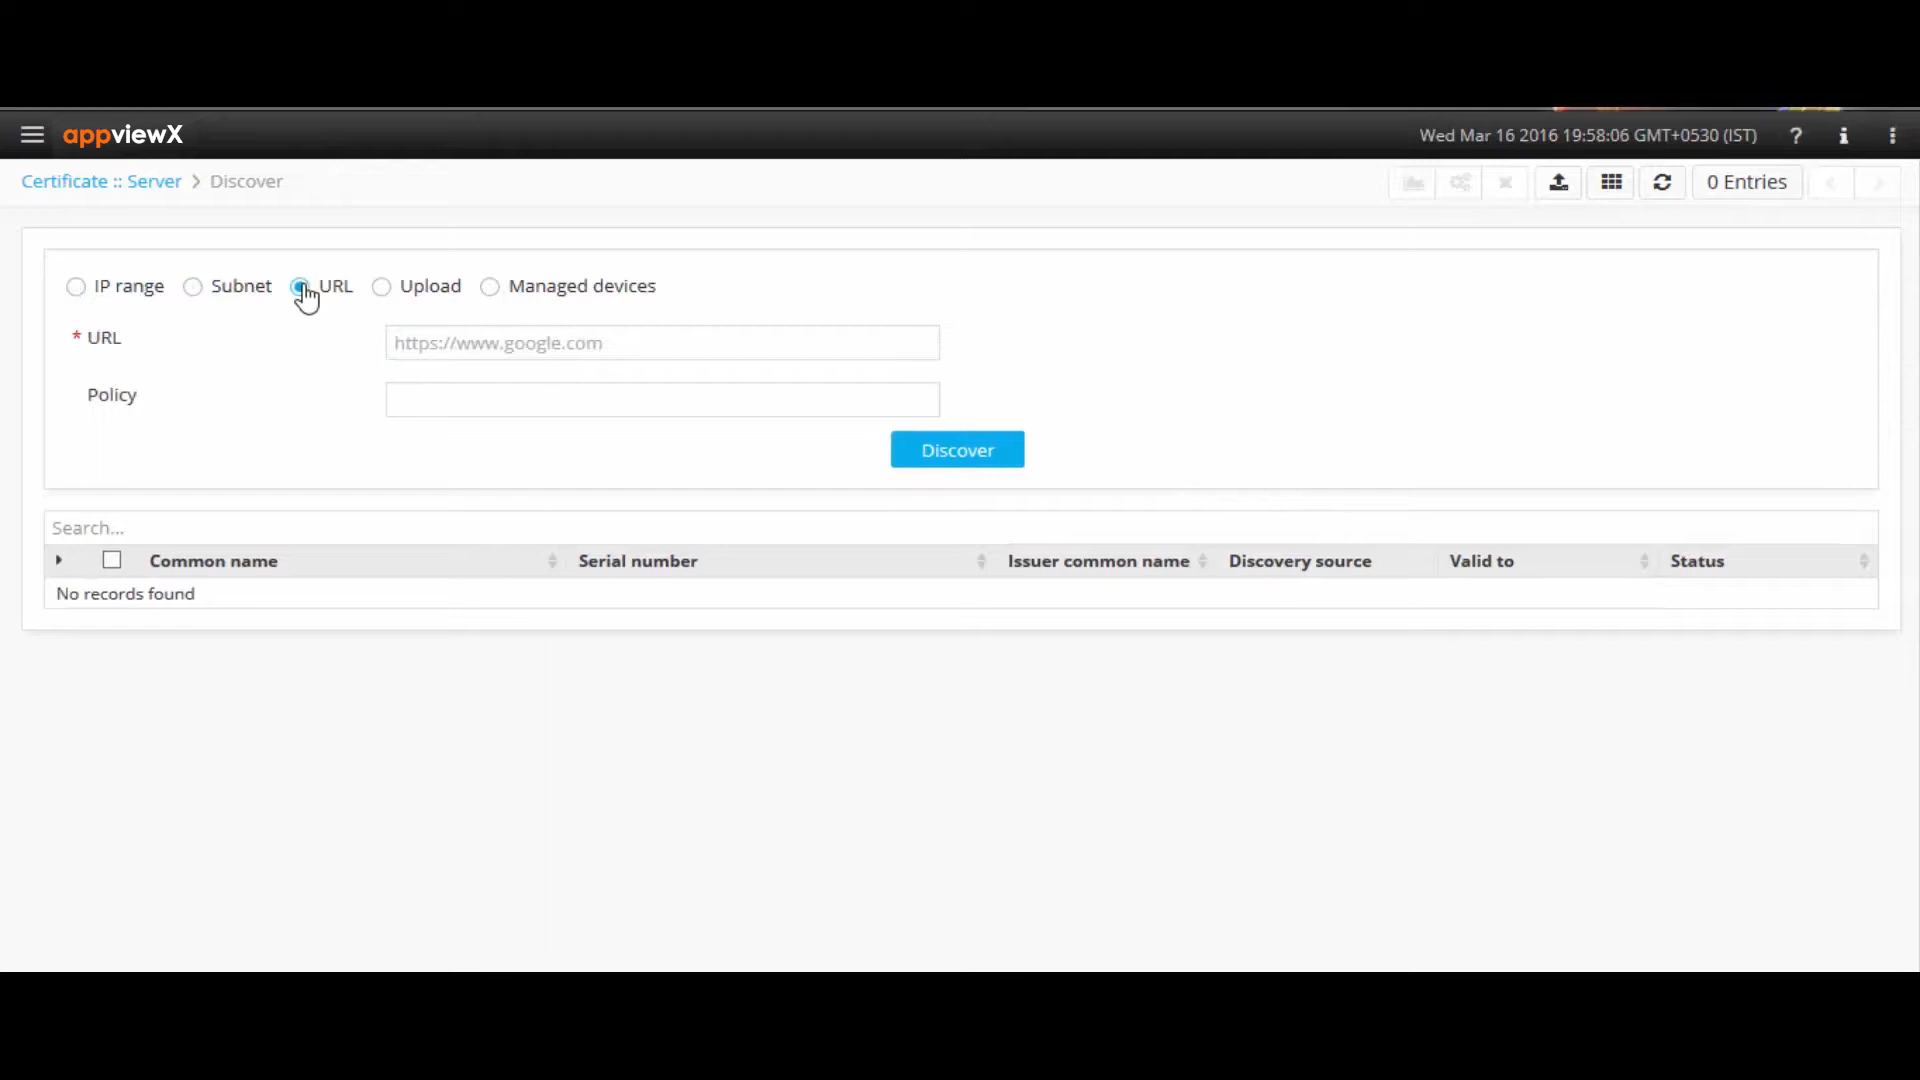 appviewX
Wed Mar 16 2016 19:58:06 GMT+0530 (IST) ?
Certificate :: Server > Discover
0 Entries
IP range Subnet URL Upload Managed devices
* URL
https://www.google.com
Policy
Discover
Search...
Common name Serial number Issuer common name Discovery source Valid to Status
No records found